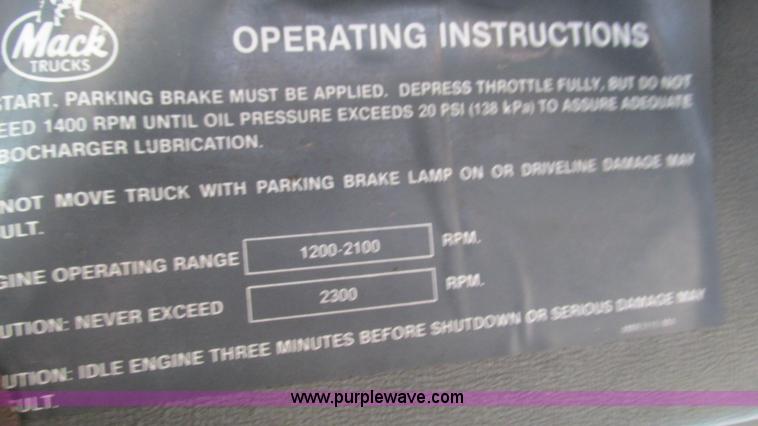 Mack
TRUCKS
OPERATING INSTRUCTIONS
START. PARKING BRAKE MUST BE APPLIED. DEPRESS THROTTLE FULLY, BUT DO NOT
EED 1400 RPM UNTIL OIL PRESSURE EXCEEDS 20 PSI (138 kPa) TO ASSURE ADEQUATE
BOCHARGER LUBRICATION.
NOT MOVE TRUCK WITH PARKING BRAKE LAMP ON OR DRIVELINE DAMAGE MAY
ULT.
GINE OPERATING RANGE 1200-2100 RPM.
UTION: NEVER EXCEED 2300 RPM.
UTION: IDLE ENGINE THREE MINUTES BEFORE SHUTDOWN OR SERIOUS DAMAGE MAY
SULT.
www.purplewave.com